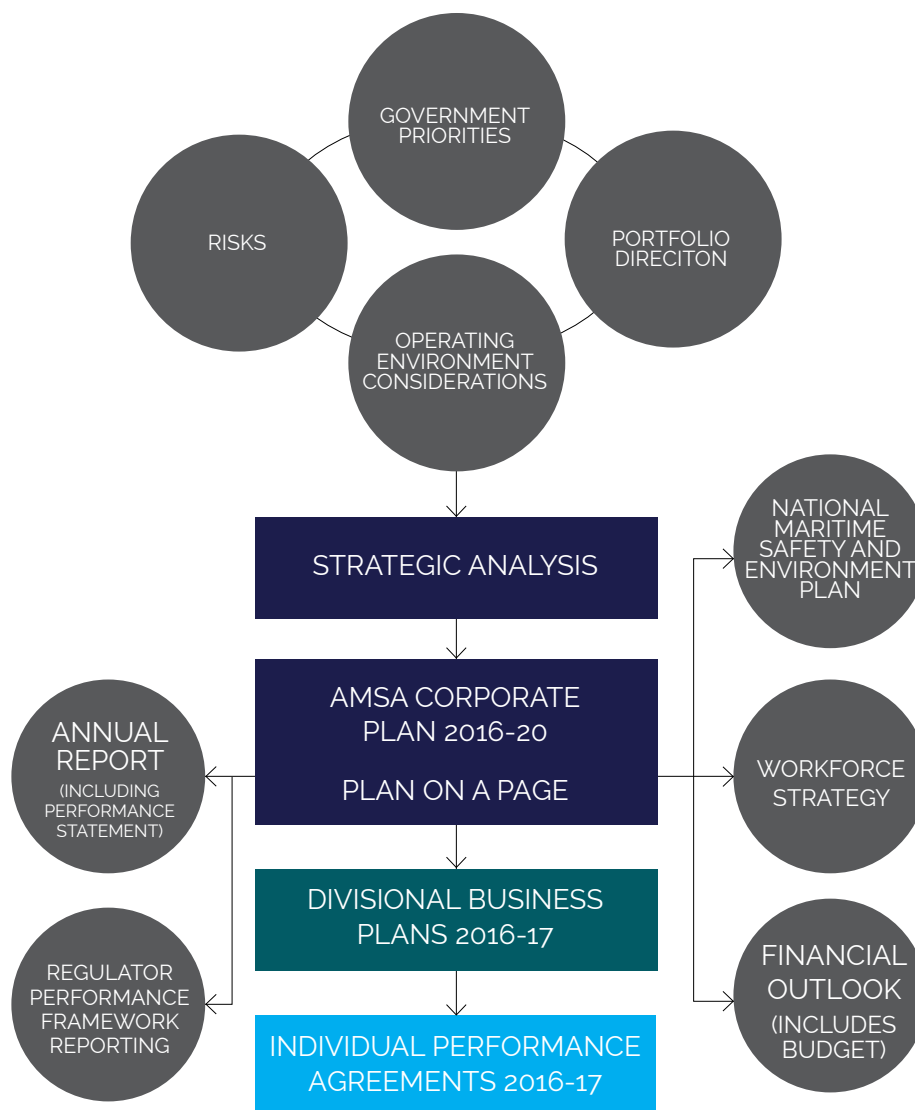 GOVERNMENT
PRIORITIES
RISKS
PORTFOLIO
DIRECITON
OPERATING
ENVIRONMENT
CONSIDERATIONS
STRATEGIC ANALYSIS
NATIONAL
MARITIME
SAFETY AND
ENVIRONMENT
PLAN
AMSA CORPORATE
PLAN 2016-20
PLAN ON A PAGE
ANNUAL
REPORT
(INCLUDING
PERFORMANCE
STATEMENT)
WORKFORCE
STRATEGY
DIVISIONAL BUSINESS
PLANS 2016-17
REGULATOR
PERFORMANCE
FRAMEWORK
REPORTING
FINANCIAL
OUTLOOK
(INCLUDES
BUDGET)
INDIVIDUAL PERFORMANCE
AGREEMENTS 2016-17